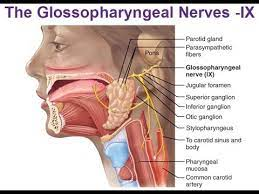 The Glossopharyngeal Nerves -IX
Pons
Parotid gland
Parasympathetic
fibers
Glossopharyngeal
nerve (IX)
Jugular foramen
Superior ganglion
Inferior ganglion
Otic ganglion
Stylopharyngeus
To carotid sinus and
body
Pharyngeal
mucosa
Common carotid
artery